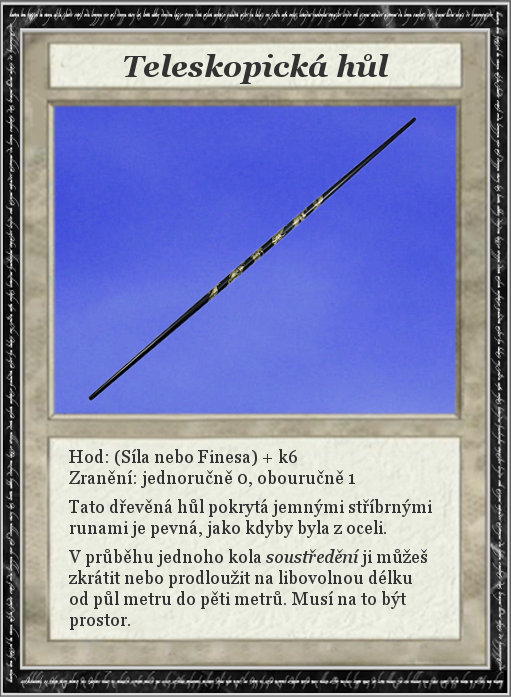 Teleskopická hůl
Hod: (Síla nebo Finesa) + k6
Zranění: jednoručně 0, obouručně 1
Tato dřevěná hůl pokrytá jemnými stříbrnými
runami je pevná, jako kdyby byla z oceli.
V průběhu jednoho kola soustředění ji můžeš
zkrátit nebo prodloužit na libovolnou délku
od půl metru do pěti metrů. Musí na to být
prostor.